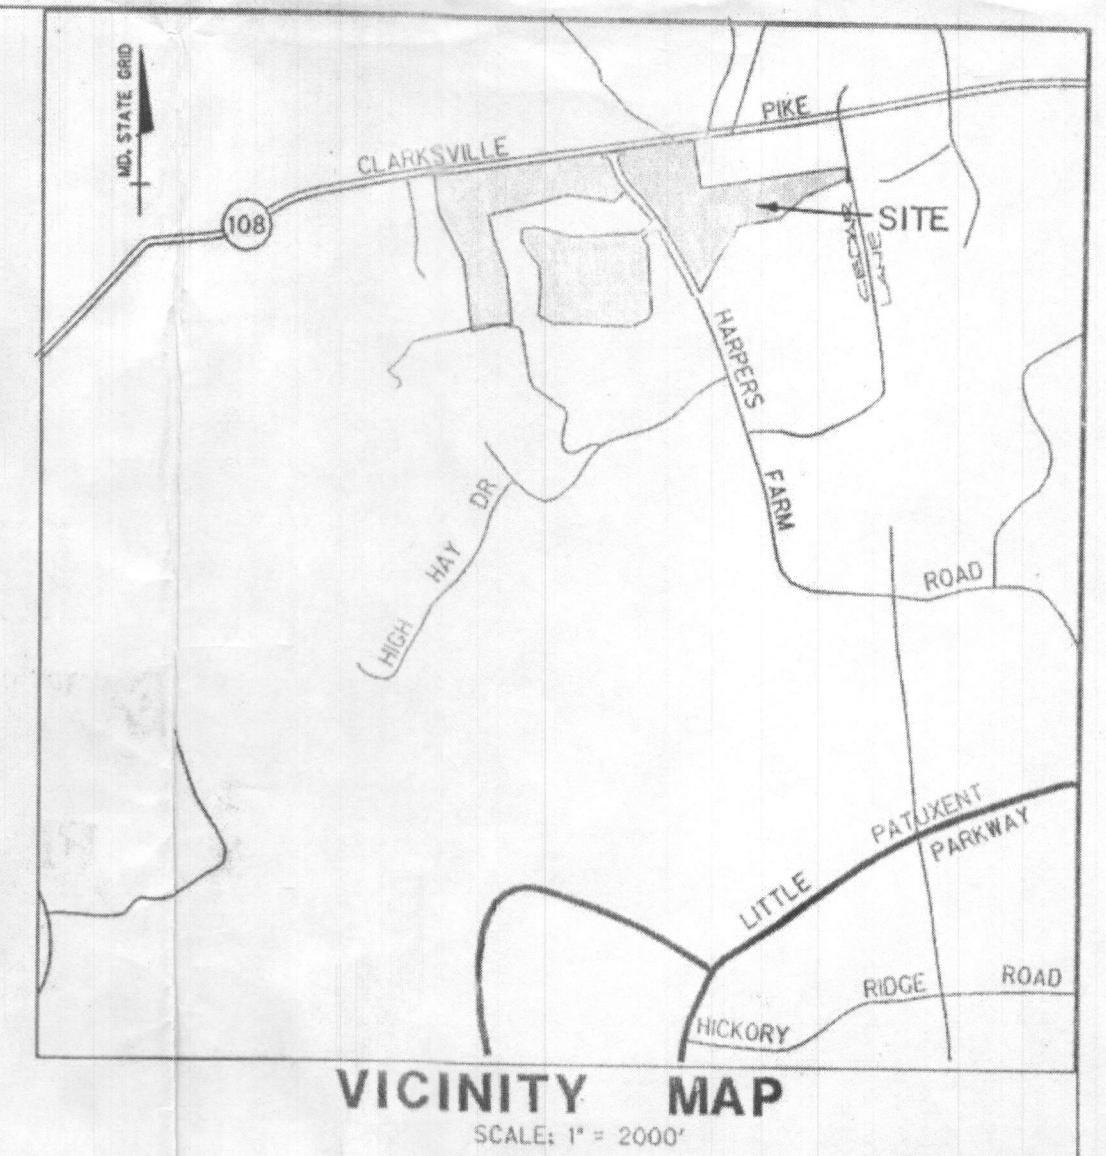 MD. STATE GRID
CLARKSVILLE PIKE
108
SITE
CEDAR
LANE
HARPERS FARM ROAD
HIGH HAY DR
LITTLE PATUXENT
PARKWAY
HICKORY RIDGE ROAD
VICINITY MAP
SCALE: 1" = 2000'